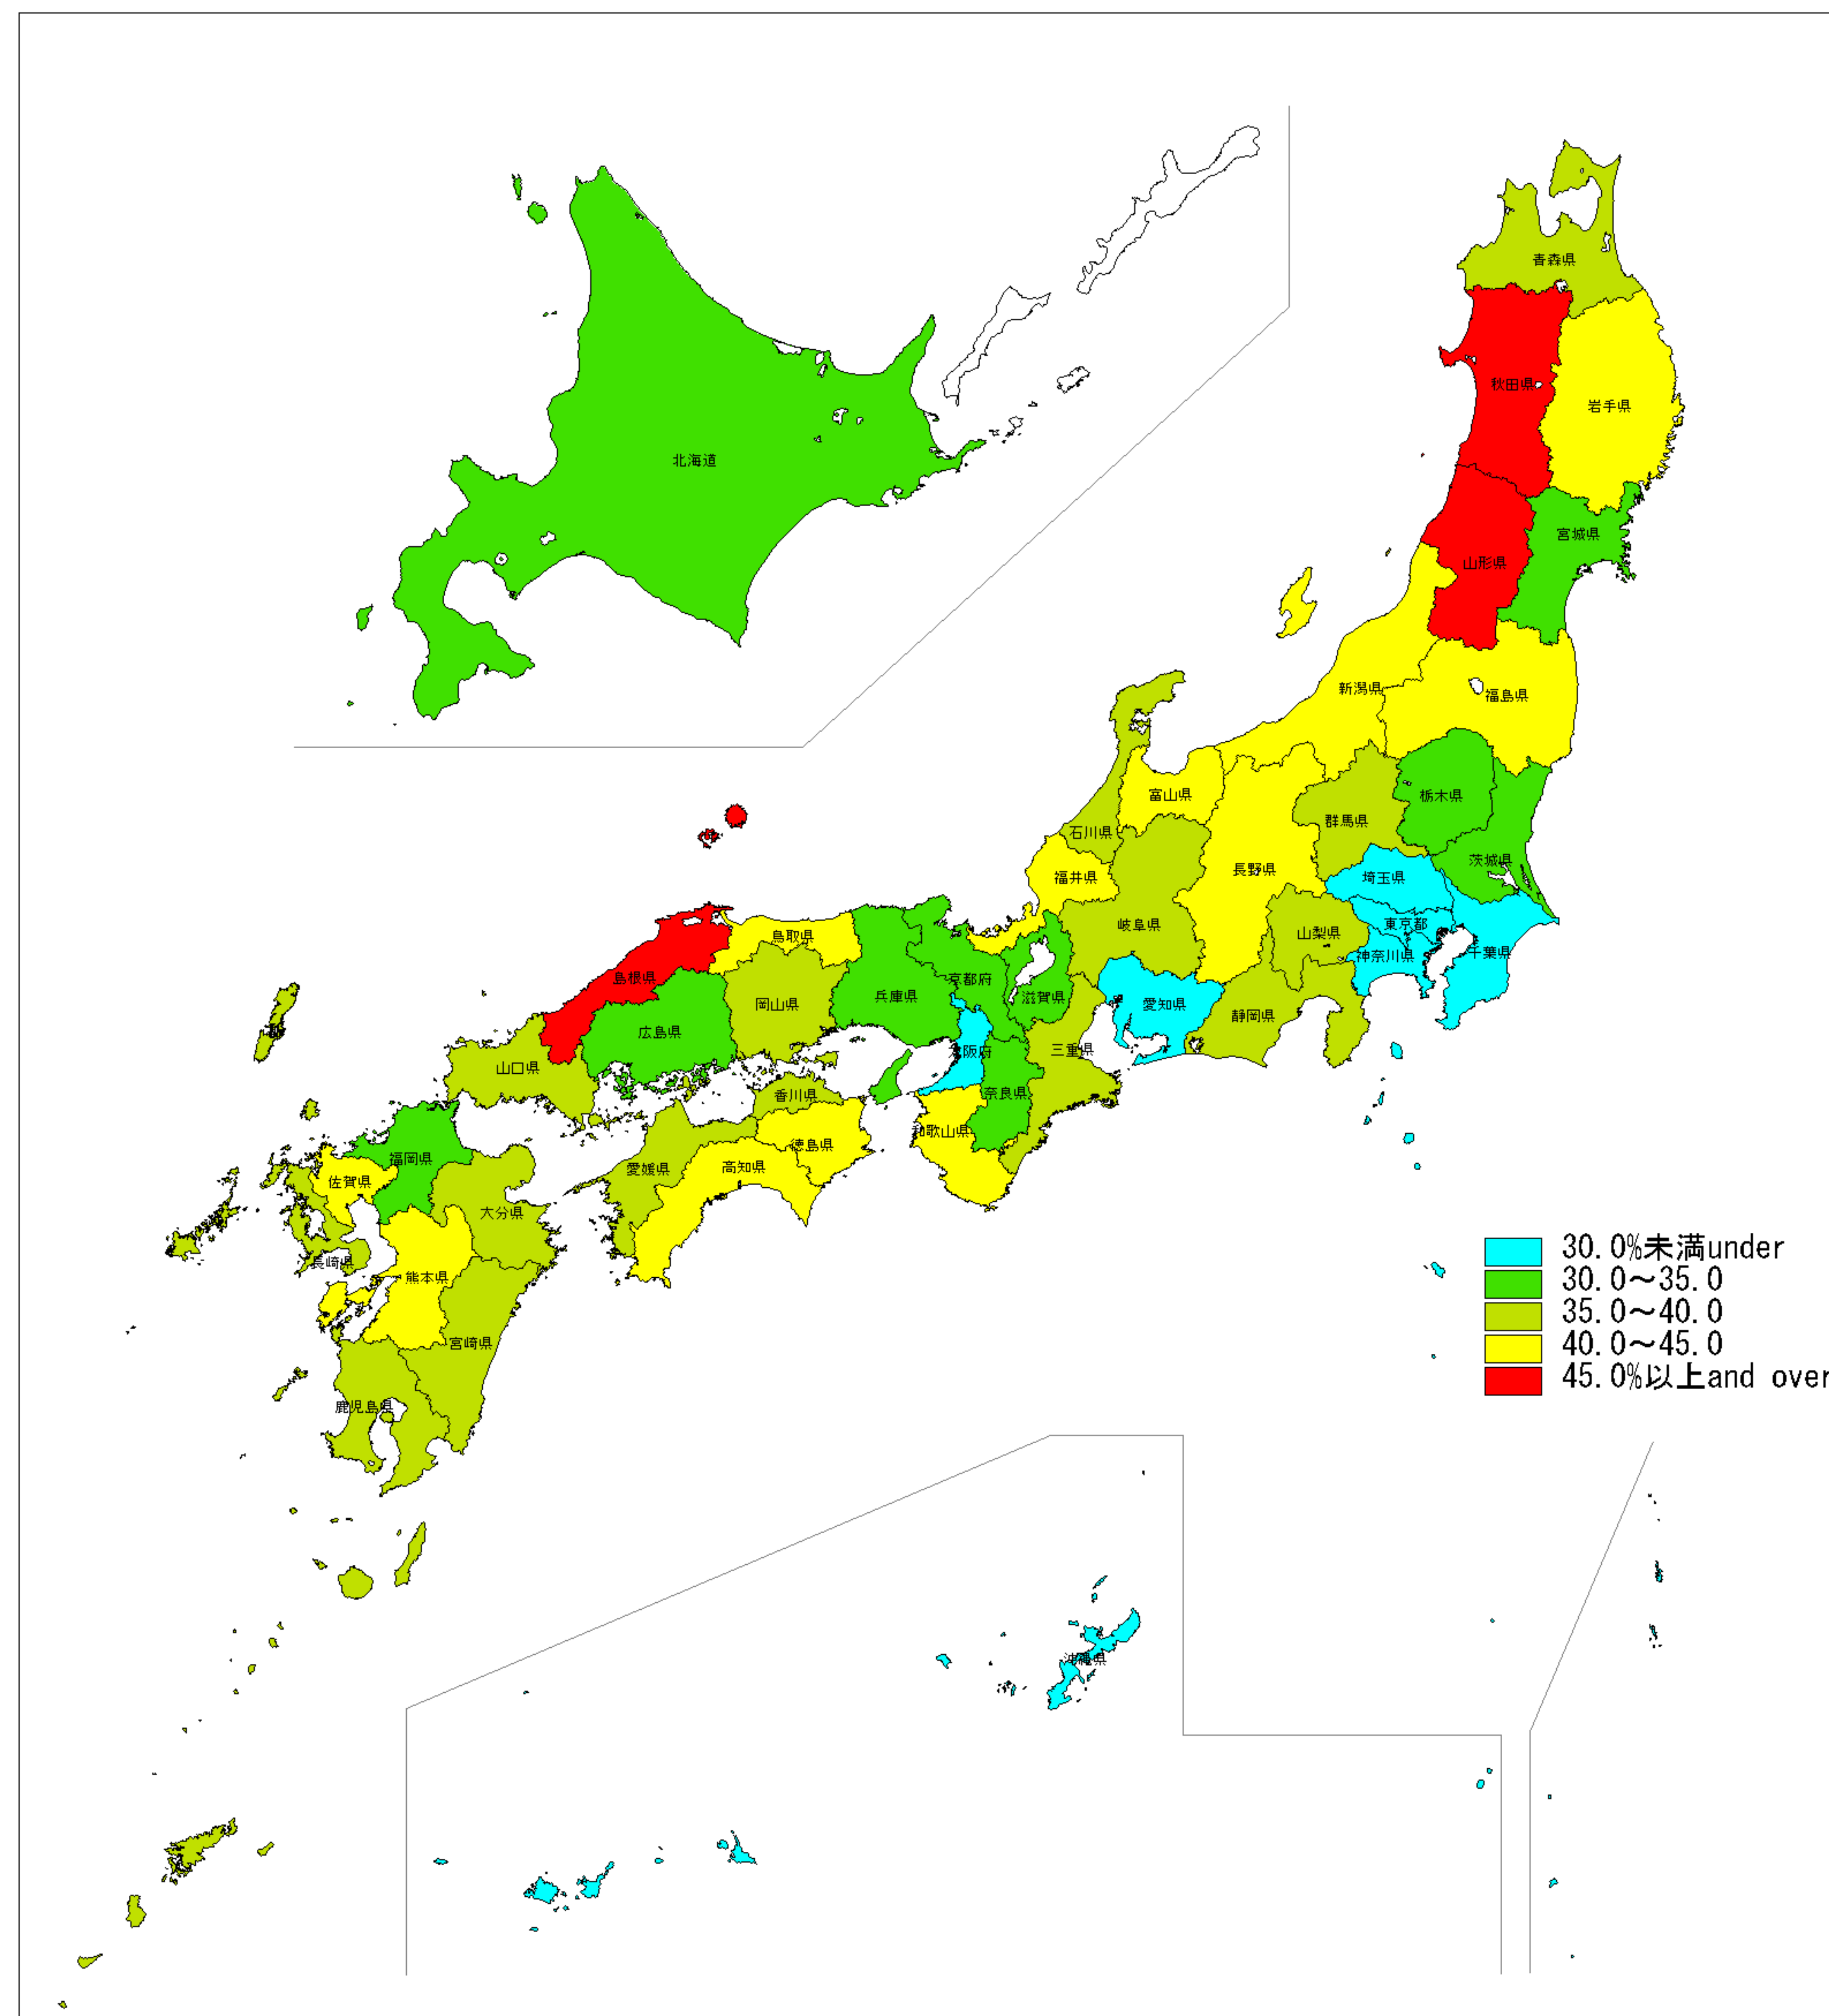 北海道
青森県
秋田県
岩手県
宮城県
山形県
新潟県
福島県
富山県
栃木県
群馬県
石川県
茨城県
長野県
福井県
埼玉県
東京都
岐阜県
山梨県
鳥取県
千葉県
神奈川県
島根県
京都府
兵庫県
滋賀県
愛知県
岡山県
静岡県
広島県
大阪府
三重県
山口県
奈良県
香川県
和歌山県
徳島県
福岡県
高知県
愛媛県
佐賀県
大分県
長崎県
熊本県
宮崎県
鹿児島県
沖縄県
30.0%未満under
30.0～35.0
35.0～40.0
40.0～45.0
45.0%以上and over